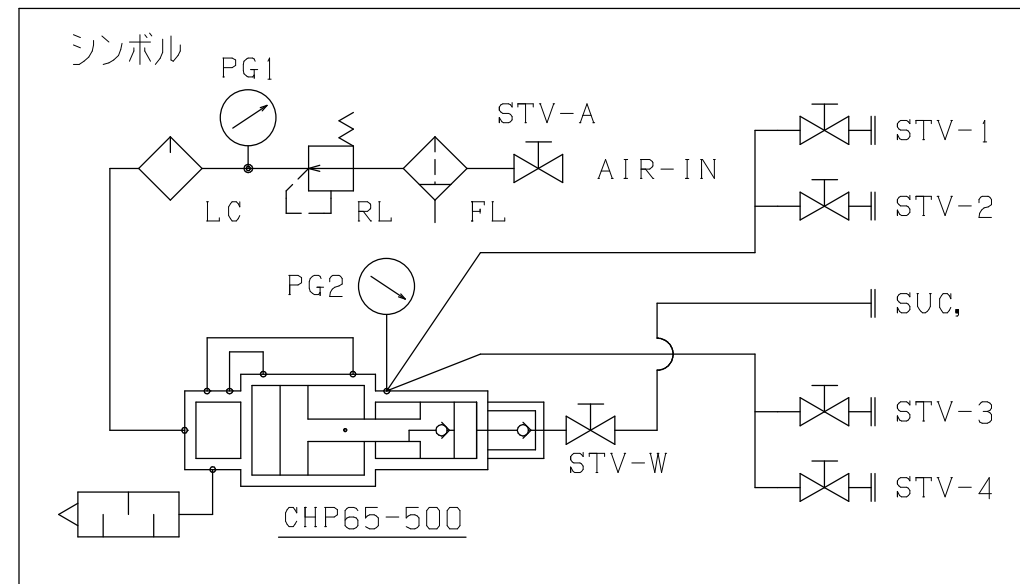 シンボル
PG1
STV-A
AIR-IN
LC
RL
FL
PG2
STV-1
STV-2
SUC,
STV-3
STV-4
STV-W
CHP65-500